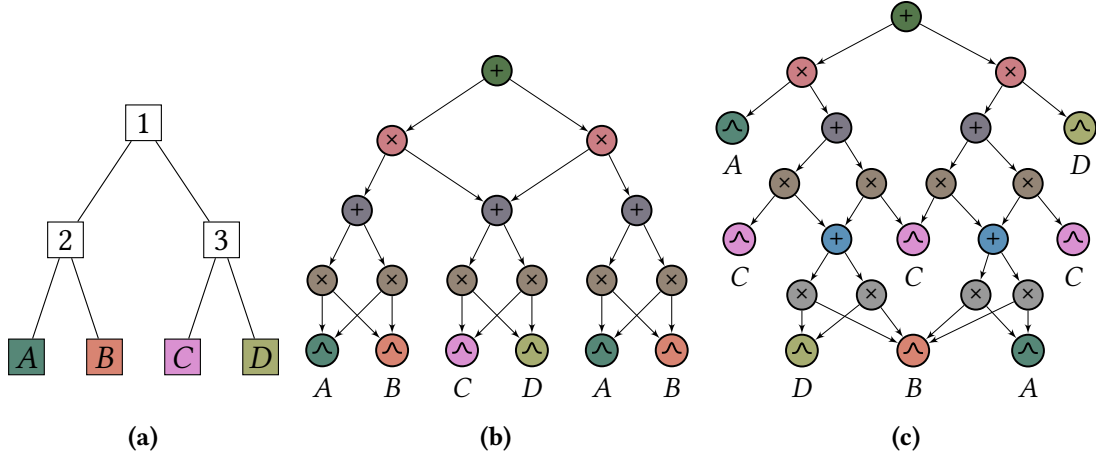 1
2 3
A B C D
(a)
+
× ×
+ + +
× × × × × ×
A B C D A B
(b)
+
× ×
+ +
A D
× × × ×
+ +
C C C
× × × ×
D B A
(c)